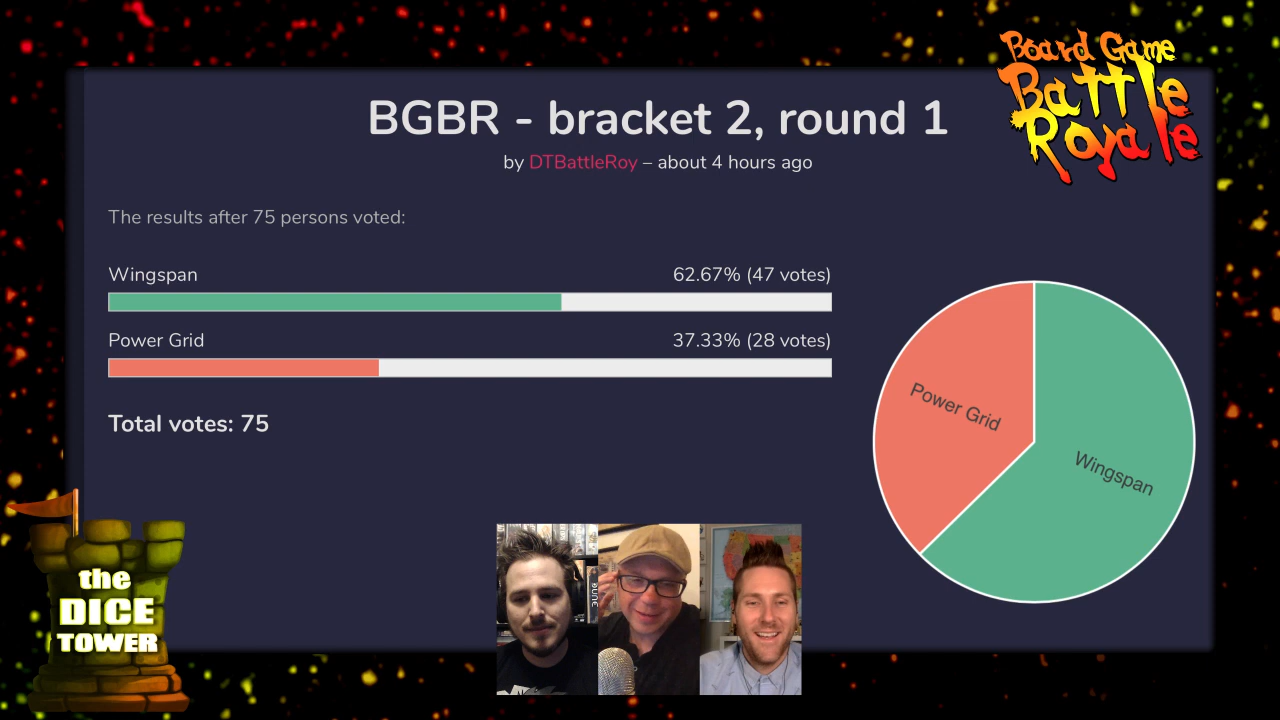 Board Game
Battle
Royale
BGBR - bracket 2, round 1
by DTBattleRoy – about 4 hours ago
The results after 75 persons voted:
Wingspan 62.67% (47 votes)
Power Grid 37.33% (28 votes)
Total votes: 75
Power Grid
Wingspan
the
DICE
TOWER
DUNE